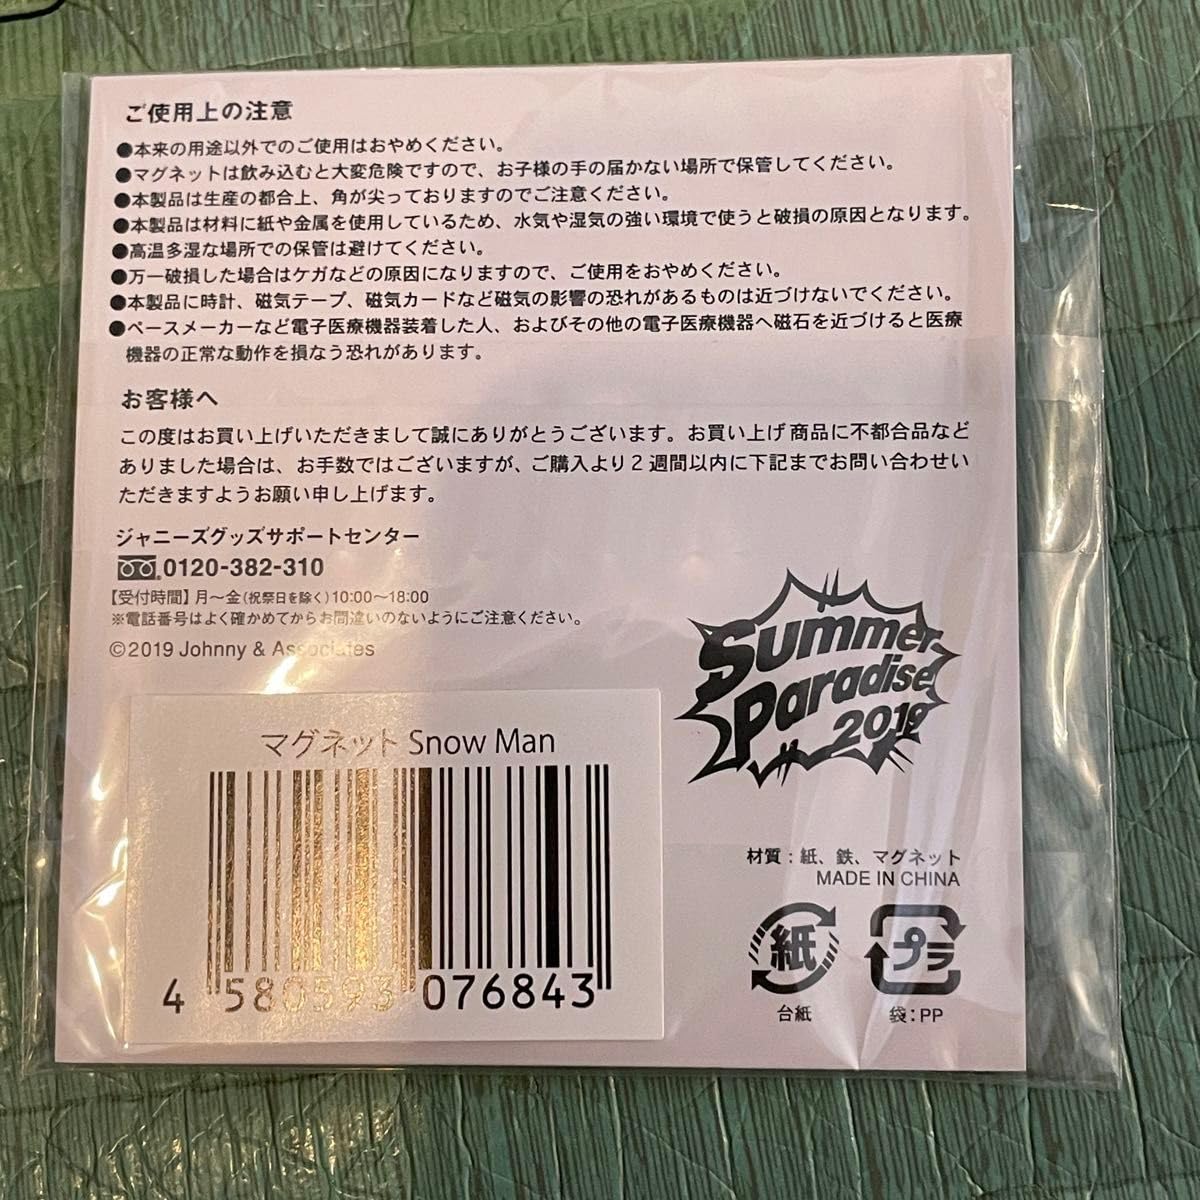 ご使用上の注意
●本来の用途以外でのご使用はおやめください。
●マグネットは飲み込むと大変危険ですので、お子様の手の届かない場所で保管してください。
●本製品は生産の都合上、角が尖っておりますのでご注意ください。
●本製品は材料に紙や金属を使用しているため、水気や湿気の強い環境で使うと破損の原因となります。
●高温多湿な場所での保管は避けてください。
●万一破損した場合はケガなどの原因になりますので、ご使用をおやめください。
●本製品に時計、磁気テープ、磁気カードなど磁気の影響の恐れがあるものは近づけないでください。
●ペースメーカーなど電子医療機器装着した人、およびその他の電子医療機器へ磁石を近づけると医療
機器の正常な動作を損なう恐れがあります。
お客様へ
この度はお買い上げいただきまして誠にありがとうございます。お買い上げ商品に不都合品など
ありました場合は、お手数ではございますが、ご購入より2週間以内に下記までお問い合わせい
ただきますようお願い申し上げます。
ジャニーズグッズサポートセンター
0120-382-310
【受付時間】月～金(祝祭日を除く)10:00～18:00
※電話番号はよく確かめてからお間違いのないようにご注意ください。
©2019 Johnny & Associates
Summer
Paradise
2019
マグネット Snow Man
4 580593 076843
材質：紙、鉄、マグネット
MADE IN CHINA
紙
台紙
プラ
袋：PP